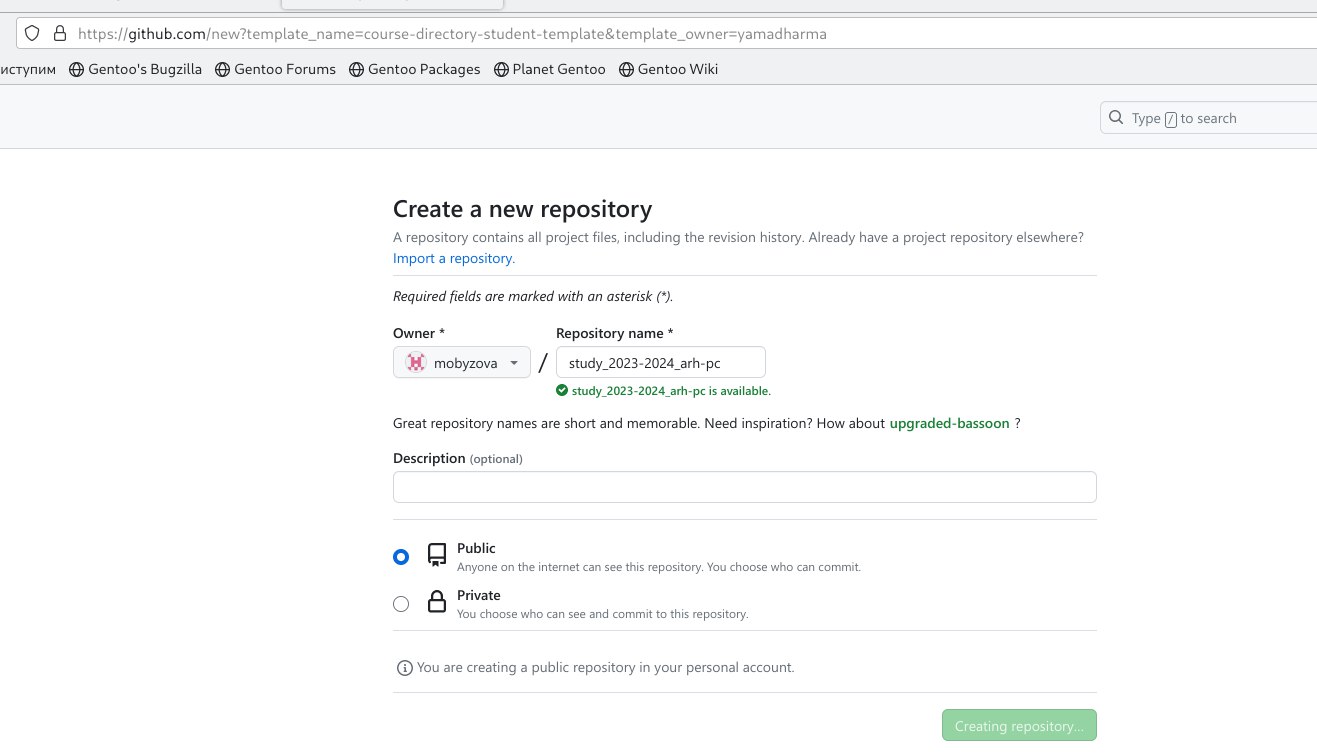 https://github.com/new?template_name=course-directory-student-template&template_owner=yamadharma
иступим Gentoo's Bugzilla Gentoo Forums Gentoo Packages Planet Gentoo Gentoo Wiki
Type / to search
Create a new repository
A repository contains all project files, including the revision history. Already have a project repository elsewhere?
Import a repository.
Required fields are marked with an asterisk (*).
Owner * Repository name *
mobyzova / study_2023-2024_arh-pc
study_2023-2024_arh-pc is available.
Great repository names are short and memorable. Need inspiration? How about upgraded-bassoon ?
Description (optional)
Public
Anyone on the internet can see this repository. You choose who can commit.
Private
You choose who can see and commit to this repository.
You are creating a public repository in your personal account.
Creating repository...